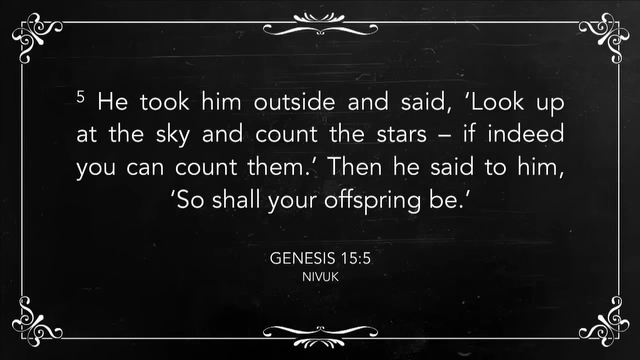 5 He took him outside and said, ‘Look up
at the sky and count the stars – if indeed
you can count them.’ Then he said to him,
‘So shall your offspring be.’
GENESIS 15:5
NIVUK